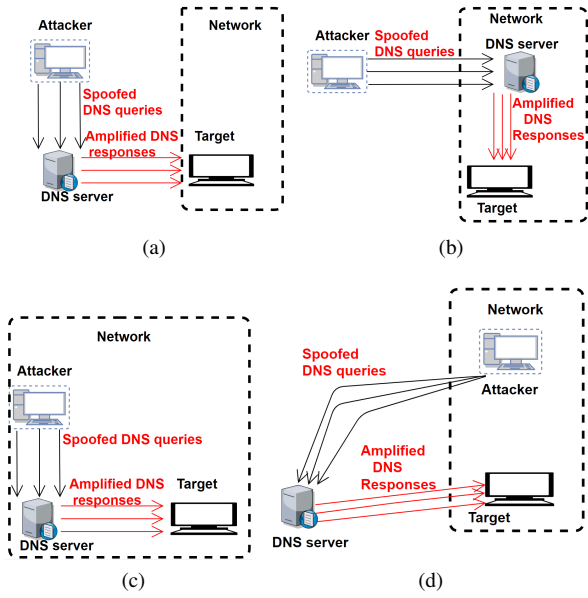 Attacker
Network
Spoofed
DNS queries
Amplified DNS
responses
Target
DNS server
(a)
Network
Attacker
Spoofed
DNS queries
DNS server
Amplified
DNS
Responses
Target
(b)
Network
Attacker
Spoofed DNS queries
Amplified DNS
responses
Target
DNS server
(c)
Network
Spoofed
DNS queries
Attacker
Amplified
DNS
Responses
Target
DNS server
(d)